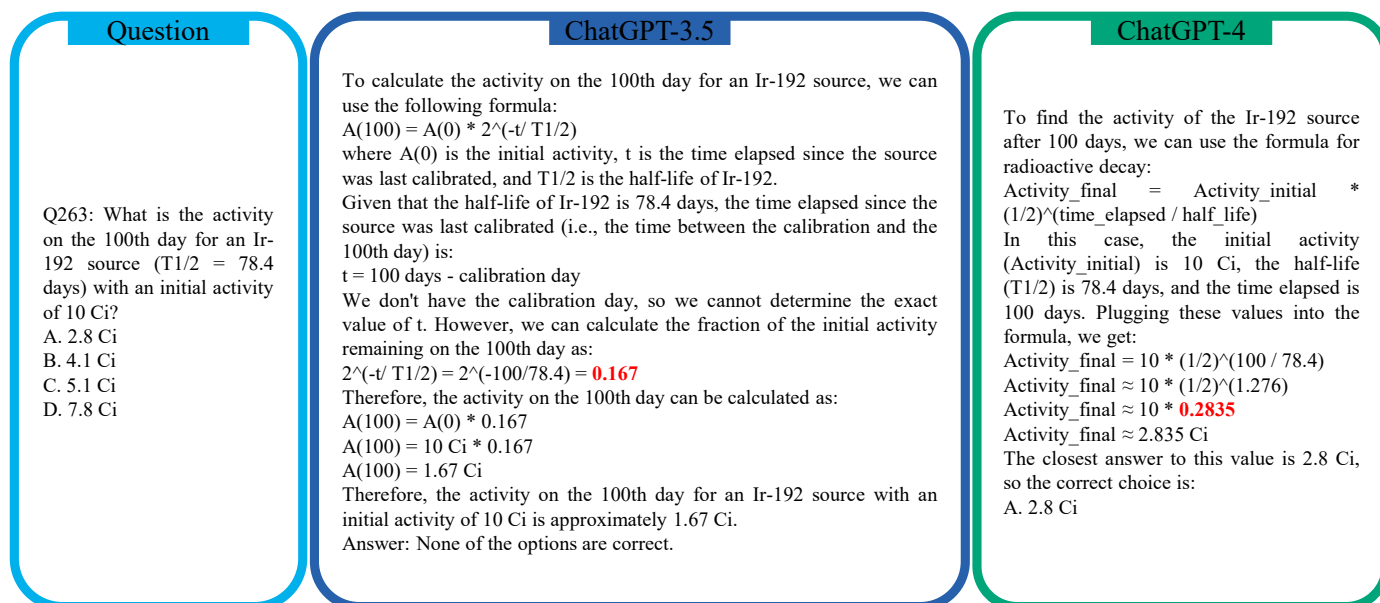 Question
Q263: What is the activity
on the 100th day for an Ir-
192 source (T1/2 = 78.4
days) with an initial activity
of 10 Ci?
A. 2.8 Ci
B. 4.1 Ci
C. 5.1 Ci
D. 7.8 Ci
ChatGPT-3.5
To calculate the activity on the 100th day for an Ir-192 source, we can
use the following formula:
A(100) = A(0) * 2^(-t/ T1/2)
where A(0) is the initial activity, t is the time elapsed since the source
was last calibrated, and T1/2 is the half-life of Ir-192.
Given that the half-life of Ir-192 is 78.4 days, the time elapsed since the
source was last calibrated (i.e., the time between the calibration and the
100th day) is:
t = 100 days - calibration day
We don't have the calibration day, so we cannot determine the exact
value of t. However, we can calculate the fraction of the initial activity
remaining on the 100th day as:
2^(-t/ T1/2) = 2^(-100/78.4) = 0.167
Therefore, the activity on the 100th day can be calculated as:
A(100) = A(0) * 0.167
A(100) = 10 Ci * 0.167
A(100) = 1.67 Ci
Therefore, the activity on the 100th day for an Ir-192 source with an
initial activity of 10 Ci is approximately 1.67 Ci.
Answer: None of the options are correct.
ChatGPT-4
To find the activity of the Ir-192 source
after 100 days, we can use the formula for
radioactive decay:
Activity_final = Activity_initial *
(1/2)^(time_elapsed / half_life)
In this case, the initial activity
(Activity_initial) is 10 Ci, the half-life
(T1/2) is 78.4 days, and the time elapsed is
100 days. Plugging these values into the
formula, we get:
Activity_final = 10 * (1/2)^(100 / 78.4)
Activity_final ≈ 10 * (1/2)^(1.276)
Activity_final ≈ 10 * 0.2835
Activity_final ≈ 2.835 Ci
The closest answer to this value is 2.8 Ci,
so the correct choice is:
A. 2.8 Ci